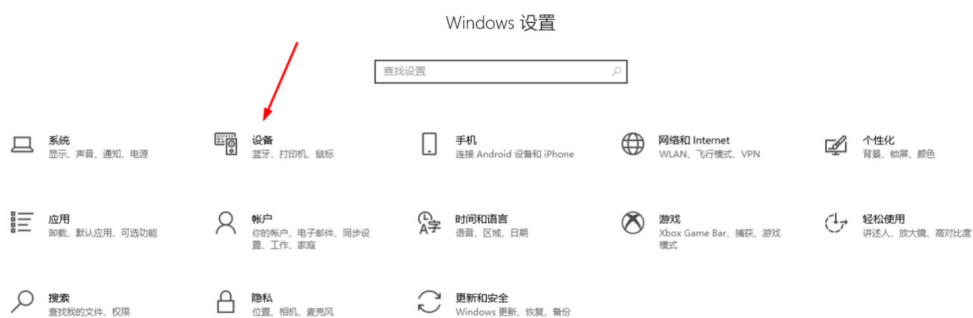 Windows 设置
查找设置
系统
显示、声音、通知、电源
设备
蓝牙、打印机、鼠标
手机
连接 Android 设备和 iPhone
网络和 Internet
WLAN、飞行模式、VPN
个性化
背景、锁屏、颜色
应用
卸载、默认应用、可选功能
帐户
你的帐户、电子邮件、同步设
置、工作、家庭
时间和语言
语音、区域、日期
游戏
Xbox Game Bar、捕获、游戏
模式
轻松使用
讲述人、放大镜、高对比度
搜索
查找我的文件、权限
隐私
位置、相机、麦克风
更新和安全
Windows 更新、恢复、备份